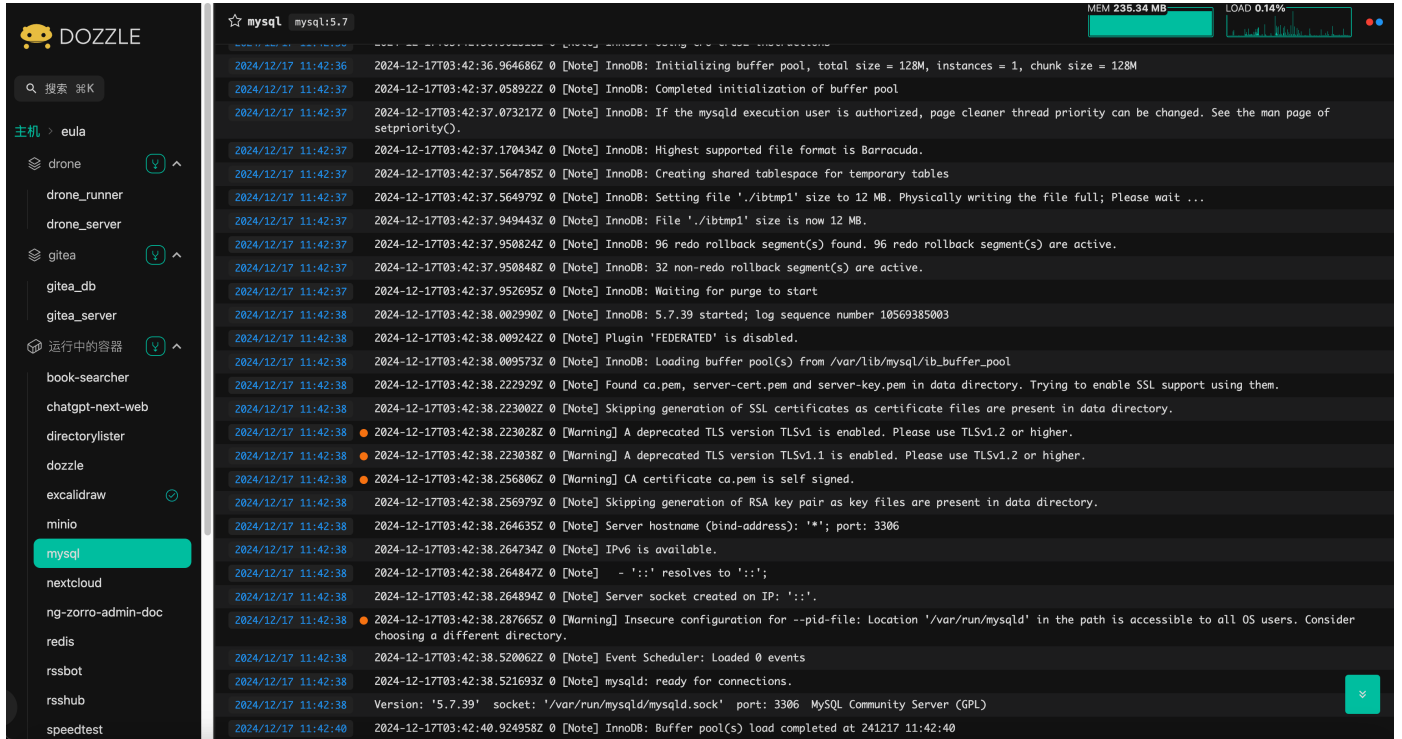 DOZZLE
搜索 ⌘K
主机 > eula
drone
drone_runner
drone_server
gitea
gitea_db
gitea_server
运行中的容器
book-searcher
chatgpt-next-web
directorylister
dozzle
excalidraw
minio
mysql
nextcloud
ng-zorro-admin-doc
redis
rssbot
rsshub
speedtest
mysql mysql:5.7
MEM 235.34 MB
LOAD 0.14%
2024/12/17 11:42:36 2024-12-17T03:42:36.964686Z 0 [Note] InnoDB: Initializing buffer pool, total size = 128M, instances = 1, chunk size = 128M
2024/12/17 11:42:37 2024-12-17T03:42:37.058922Z 0 [Note] InnoDB: Completed initialization of buffer pool
2024/12/17 11:42:37 2024-12-17T03:42:37.073217Z 0 [Note] InnoDB: If the mysqld execution user is authorized, page cleaner thread priority can be changed. See the man page of
setpriority().
2024/12/17 11:42:37 2024-12-17T03:42:37.170434Z 0 [Note] InnoDB: Highest supported file format is Barracuda.
2024/12/17 11:42:37 2024-12-17T03:42:37.564785Z 0 [Note] InnoDB: Creating shared tablespace for temporary tables
2024/12/17 11:42:37 2024-12-17T03:42:37.564979Z 0 [Note] InnoDB: Setting file './ibtmp1' size to 12 MB. Physically writing the file full; Please wait ...
2024/12/17 11:42:37 2024-12-17T03:42:37.949443Z 0 [Note] InnoDB: File './ibtmp1' size is now 12 MB.
2024/12/17 11:42:37 2024-12-17T03:42:37.950824Z 0 [Note] InnoDB: 96 redo rollback segment(s) found. 96 redo rollback segment(s) are active.
2024/12/17 11:42:37 2024-12-17T03:42:37.950848Z 0 [Note] InnoDB: 32 non-redo rollback segment(s) are active.
2024/12/17 11:42:37 2024-12-17T03:42:37.952695Z 0 [Note] InnoDB: Waiting for purge to start
2024/12/17 11:42:38 2024-12-17T03:42:38.002990Z 0 [Note] InnoDB: 5.7.39 started; log sequence number 10569385003
2024/12/17 11:42:38 2024-12-17T03:42:38.009242Z 0 [Note] Plugin 'FEDERATED' is disabled.
2024/12/17 11:42:38 2024-12-17T03:42:38.009573Z 0 [Note] InnoDB: Loading buffer pool(s) from /var/lib/mysql/ib_buffer_pool
2024/12/17 11:42:38 2024-12-17T03:42:38.222929Z 0 [Note] Found ca.pem, server-cert.pem and server-key.pem in data directory. Trying to enable SSL support using them.
2024/12/17 11:42:38 2024-12-17T03:42:38.223002Z 0 [Note] Skipping generation of SSL certificates as certificate files are present in data directory.
2024/12/17 11:42:38 2024-12-17T03:42:38.223028Z 0 [Warning] A deprecated TLS version TLSv1 is enabled. Please use TLSv1.2 or higher.
2024/12/17 11:42:38 2024-12-17T03:42:38.223038Z 0 [Warning] A deprecated TLS version TLSv1.1 is enabled. Please use TLSv1.2 or higher.
2024/12/17 11:42:38 2024-12-17T03:42:38.256806Z 0 [Warning] CA certificate ca.pem is self signed.
2024/12/17 11:42:38 2024-12-17T03:42:38.256979Z 0 [Note] Skipping generation of RSA key pair as key files are present in data directory.
2024/12/17 11:42:38 2024-12-17T03:42:38.264635Z 0 [Note] Server hostname (bind-address): '*'; port: 3306
2024/12/17 11:42:38 2024-12-17T03:42:38.264734Z 0 [Note] IPv6 is available.
2024/12/17 11:42:38 2024-12-17T03:42:38.264847Z 0 [Note] - '::' resolves to '::';
2024/12/17 11:42:38 2024-12-17T03:42:38.264894Z 0 [Note] Server socket created on IP: '::'.
2024/12/17 11:42:38 2024-12-17T03:42:38.287665Z 0 [Warning] Insecure configuration for --pid-file: Location '/var/run/mysqld' in the path is accessible to all OS users. Consider
choosing a different directory.
2024/12/17 11:42:38 2024-12-17T03:42:38.520062Z 0 [Note] Event Scheduler: Loaded 0 events
2024/12/17 11:42:38 2024-12-17T03:42:38.521693Z 0 [Note] mysqld: ready for connections.
2024/12/17 11:42:38 Version: '5.7.39' socket: '/var/run/mysqld/mysqld.sock' port: 3306 MySQL Community Server (GPL)
2024/12/17 11:42:40 2024-12-17T03:42:40.924958Z 0 [Note] InnoDB: Buffer pool(s) load completed at 241217 11:42:40